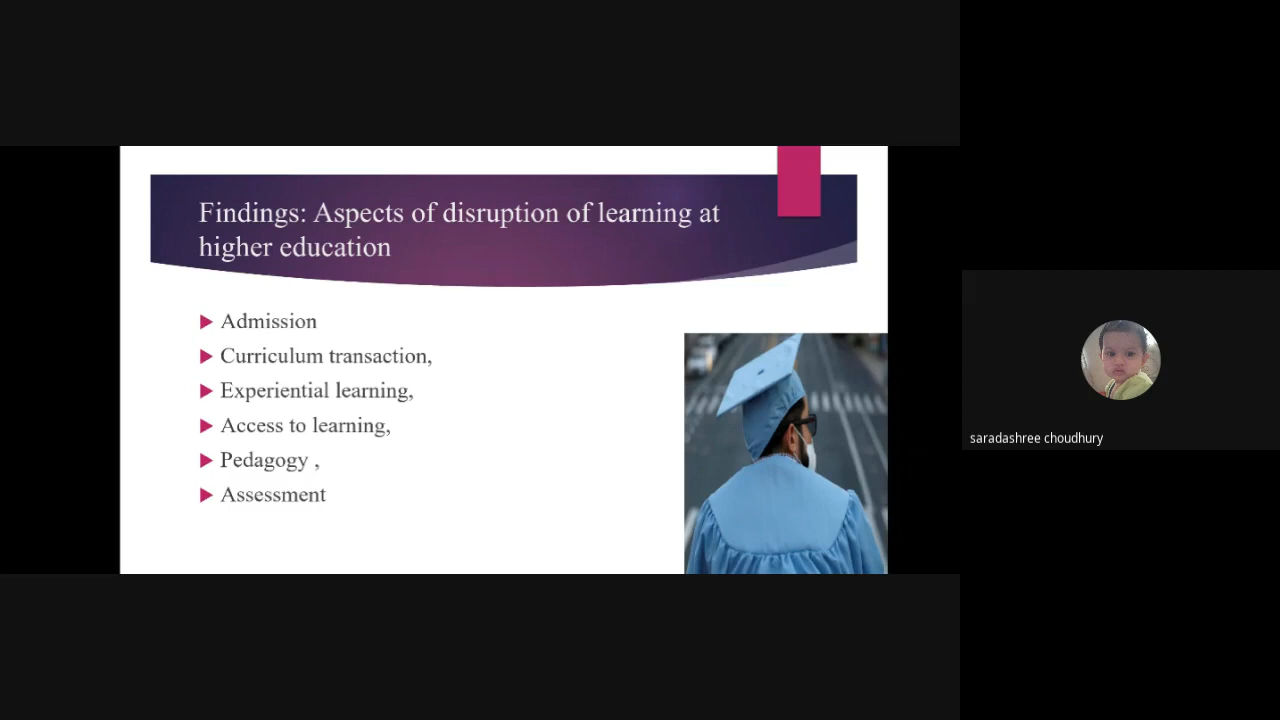 Findings: Aspects of disruption of learning at
higher education
Admission
Curriculum transaction,
Experiential learning,
Access to learning,
Pedagogy ,
Assessment
saradashree choudhury